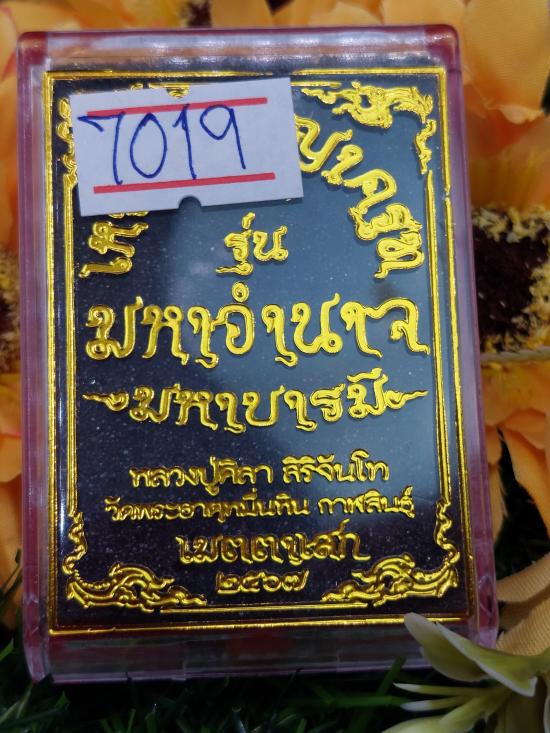 7019
รุ่น
มหาอำนาจ
มหาบารมี
หลวงปู่ศิลา สิริจันโท
วัดพระธาตุหมื่นหิน กาฬสินธุ์
เมตตามหา
๒๕๖๗